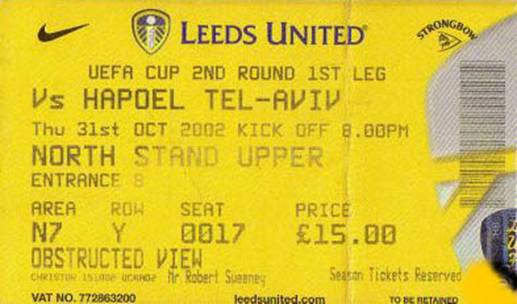 LEEDS UNITED
STRONGBOW
UEFA CUP 2ND ROUND 1ST LEG
Vs HAPOEL TEL-AVIV
Thu 31st OCT 2002 KICK OFF 8.00PM
NORTH STAND UPPER
ENTRANCE 8
AREA ROW SEAT PRICE
N7 Y 0017 £15.00
OBSTRUCTED VIEW
Mr Robert Sweeney Season Tickets Reserved
VAT NO. 772863200 leedsunited.com TO BE RETAINED